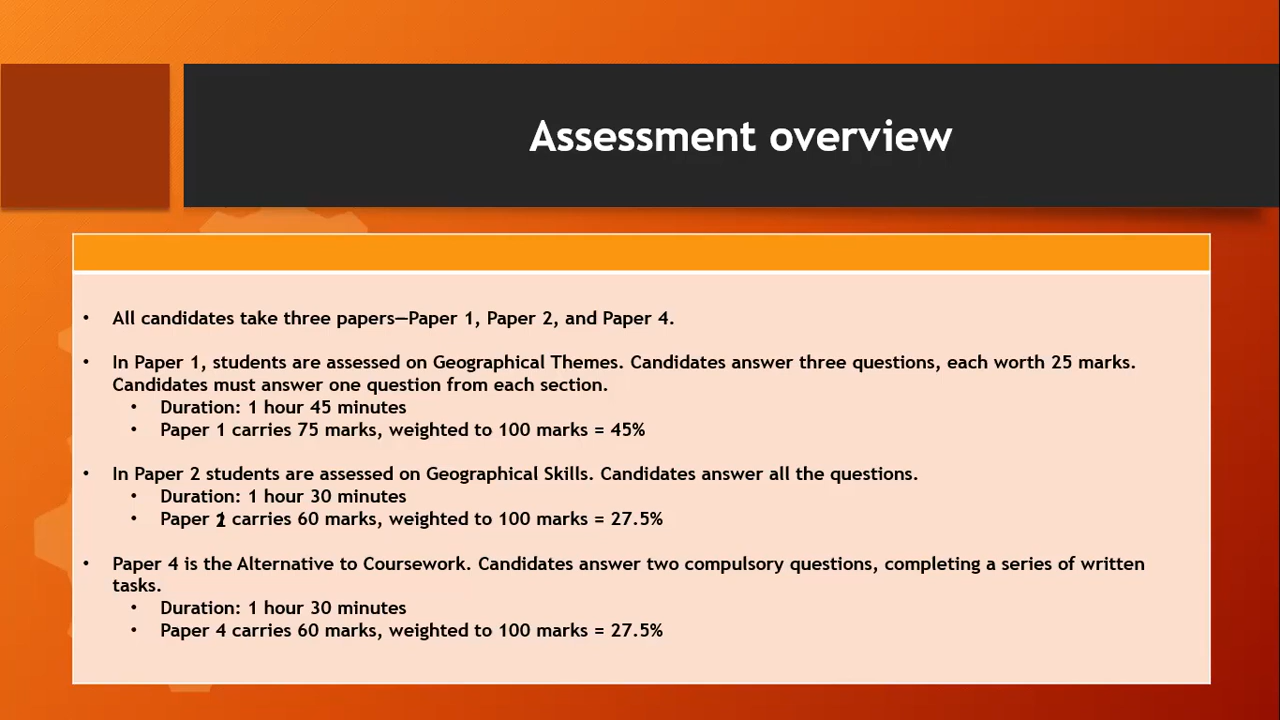 Assessment overview
• All candidates take three papers—Paper 1, Paper 2, and Paper 4.
• In Paper 1, students are assessed on Geographical Themes. Candidates answer three questions, each worth 25 marks.
Candidates must answer one question from each section.
• Duration: 1 hour 45 minutes
• Paper 1 carries 75 marks, weighted to 100 marks = 45%
• In Paper 2 students are assessed on Geographical Skills. Candidates answer all the questions.
• Duration: 1 hour 30 minutes
• Paper carries 60 marks, weighted to 100 marks = 27.5%
• Paper 4 is the Alternative to Coursework. Candidates answer two compulsory questions, completing a series of written
tasks.
• Duration: 1 hour 30 minutes
• Paper 4 carries 60 marks, weighted to 100 marks = 27.5%